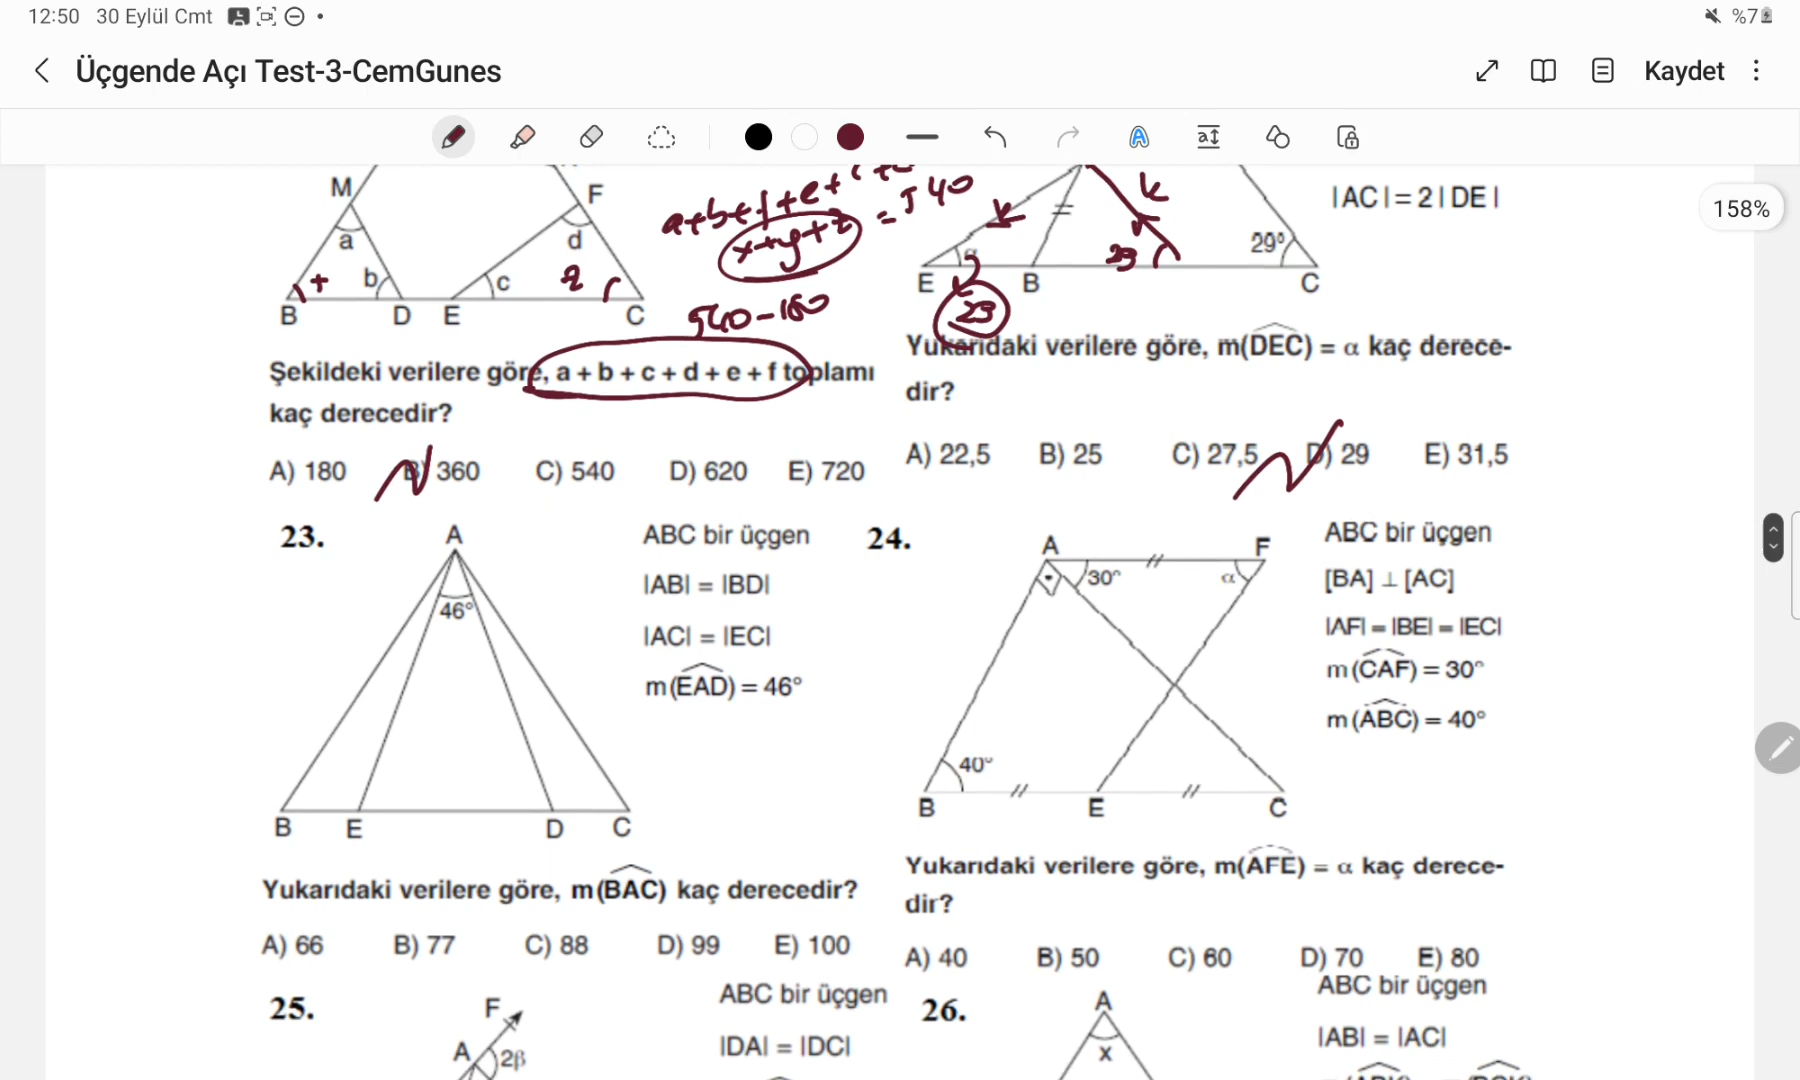 12:50 30 Eylül Cmt
%7
Üçgende Açı Test-3-CemGunes
Kaydet
158%
M
F
a
d
b
c
B
D
E
C
a+b+f+e+
x+y+z
= 540
540-180
Şekildeki verilere göre, a + b + c + d + e + f toplamı
kaç derecedir?
A) 180 B) 360 C) 540 D) 620 E) 720
|AC| = 2 | DE |
k
k
α
29
29°
E
B
C
29
Yukarıdaki verilere göre, m(DEC) = α kaç derece-
dir?
A) 22,5 B) 25 C) 27,5 D) 29 E) 31,5
23.
A
46°
B
E
D
C
ABC bir üçgen
|AB| = |BD|
|AC| = |EC|
m(EAD) = 46°
Yukarıdaki verilere göre, m(BAC) kaç derecedir?
A) 66 B) 77 C) 88 D) 99 E) 100
24.
A
F
30°
α
40°
B
E
C
ABC bir üçgen
[BA] ⊥ [AC]
|AF| = |BE| = |EC|
m(CAF) = 30°
m(ABC) = 40°
Yukarıdaki verilere göre, m(AFE) = α kaç derece-
dir?
A) 40 B) 50 C) 60 D) 70 E) 80
25.
F
A
2β
ABC bir üçgen
|DA| = |DC|
26.
A
x
ABC bir üçgen
|AB| = |AC|